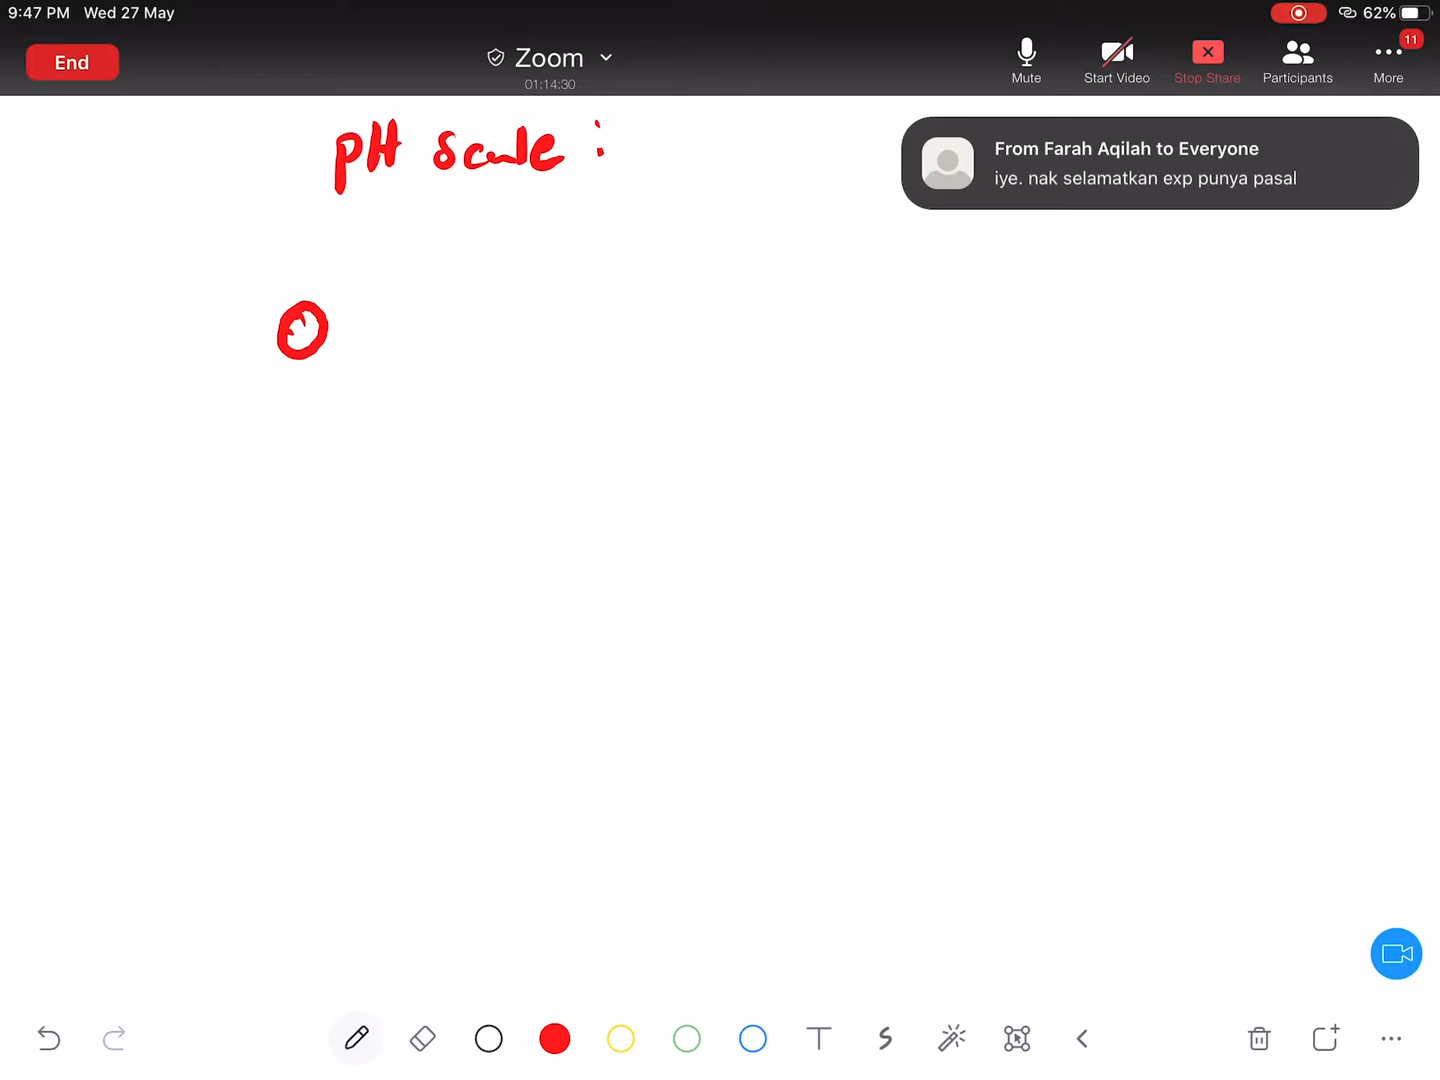 9:47 PM Wed 27 May
62%
End
Zoom
01:14:30
Mute
Start Video
Stop Share
Participants
More
11
pH scale :
From Farah Aqilah to Everyone
iye. nak selamatkan exp punya pasal
0
T